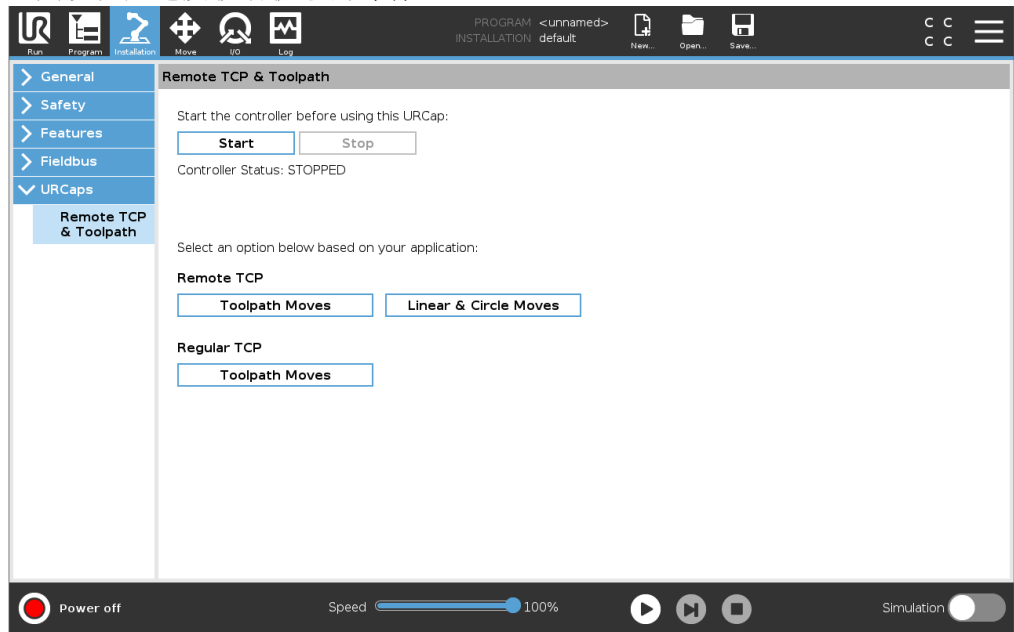 UR
Run
Program
Installation
Move
I/O
Log
PROGRAM <unnamed>
INSTALLATION default
New...
Open...
Save...
C C
C C
General
Safety
Features
Fieldbus
URCaps
Remote TCP
& Toolpath
Remote TCP & Toolpath
Start the controller before using this URCap:
Start Stop
Controller Status: STOPPED
Select an option below based on your application:
Remote TCP
Toolpath Moves Linear & Circle Moves
Regular TCP
Toolpath Moves
Power off
Speed 100%
Simulation